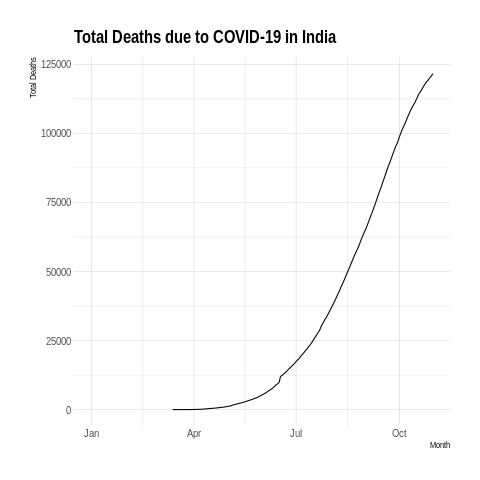 Total Deaths due to COVID-19 in India
Total Deaths
125000
100000
75000
50000
25000
0
Jan Apr Jul Oct
Month